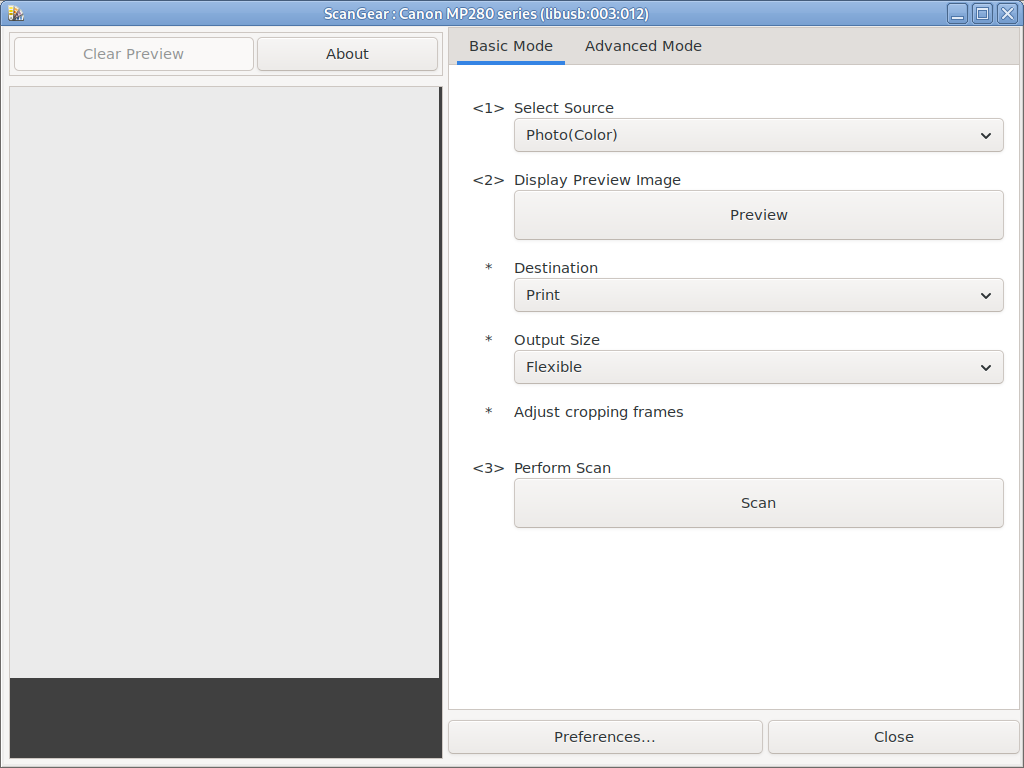 ScanGear : Canon MP280 series (libusb:003:012)
Clear Preview
About
Basic Mode
Advanced Mode
<1> Select Source
Photo(Color)
<2> Display Preview Image
Preview
* Destination
Print
* Output Size
Flexible
* Adjust cropping frames
<3> Perform Scan
Scan
Preferences...
Close